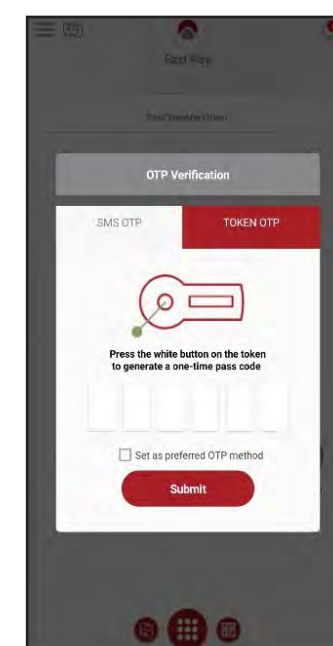 Fast Pay
OTP Verification
SMS OTP
TOKEN OTP
Press the white button on the token
to generate a one-time pass code
Set as preferred OTP method
Submit